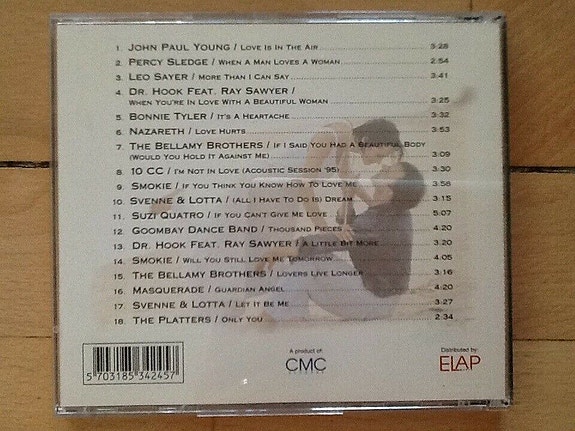 1. JOHN PAUL YOUNG / LOVE IS IN THE AIR 3:28
2. PERCY SLEDGE / WHEN A MAN LOVES A WOMAN 2:54
3. LEO SAYER / MORE THAN I CAN SAY 3:41
4. DR. HOOK FEAT. RAY SAWYER /
WHEN YOU'RE IN LOVE WITH A BEAUTIFUL WOMAN 3:25
5. BONNIE TYLER / IT'S A HEARTACHE 3:32
6. NAZARETH / LOVE HURTS 3:53
7. THE BELLAMY BROTHERS / IF I SAID YOU HAD A BEAUTIFUL BODY
(WOULD YOU HOLD IT AGAINST ME) 3:09
8. 10 CC / I'M NOT IN LOVE (ACOUSTIC SESSION '95) 3:30
9. SMOKIE / IF YOU THINK YOU KNOW HOW TO LOVE ME 3:58
10. SVENNE & LOTTA / (ALL I HAVE TO DO IS) DREAM 3:15
11. SUZI QUATRO / IF YOU CAN'T GIVE ME LOVE 5:07
12. GOOMBAY DANCE BAND / THOUSAND PIECES 4:20
13. DR. HOOK FEAT. RAY SAWYER / A LITTLE BIT MORE 3:20
14. SMOKIE / WILL YOU STILL LOVE ME TOMORROW 4:05
15. THE BELLAMY BROTHERS / LOVERS LIVE LONGER 3:16
16. MASQUERADE / GUARDIAN ANGEL 4:20
17. SVENNE & LOTTA / LET IT BE ME 3:27
18. THE PLATTERS / ONLY YOU 2:34
5 703185 342457
A product of:
CMC
Distributed by:
ELAP